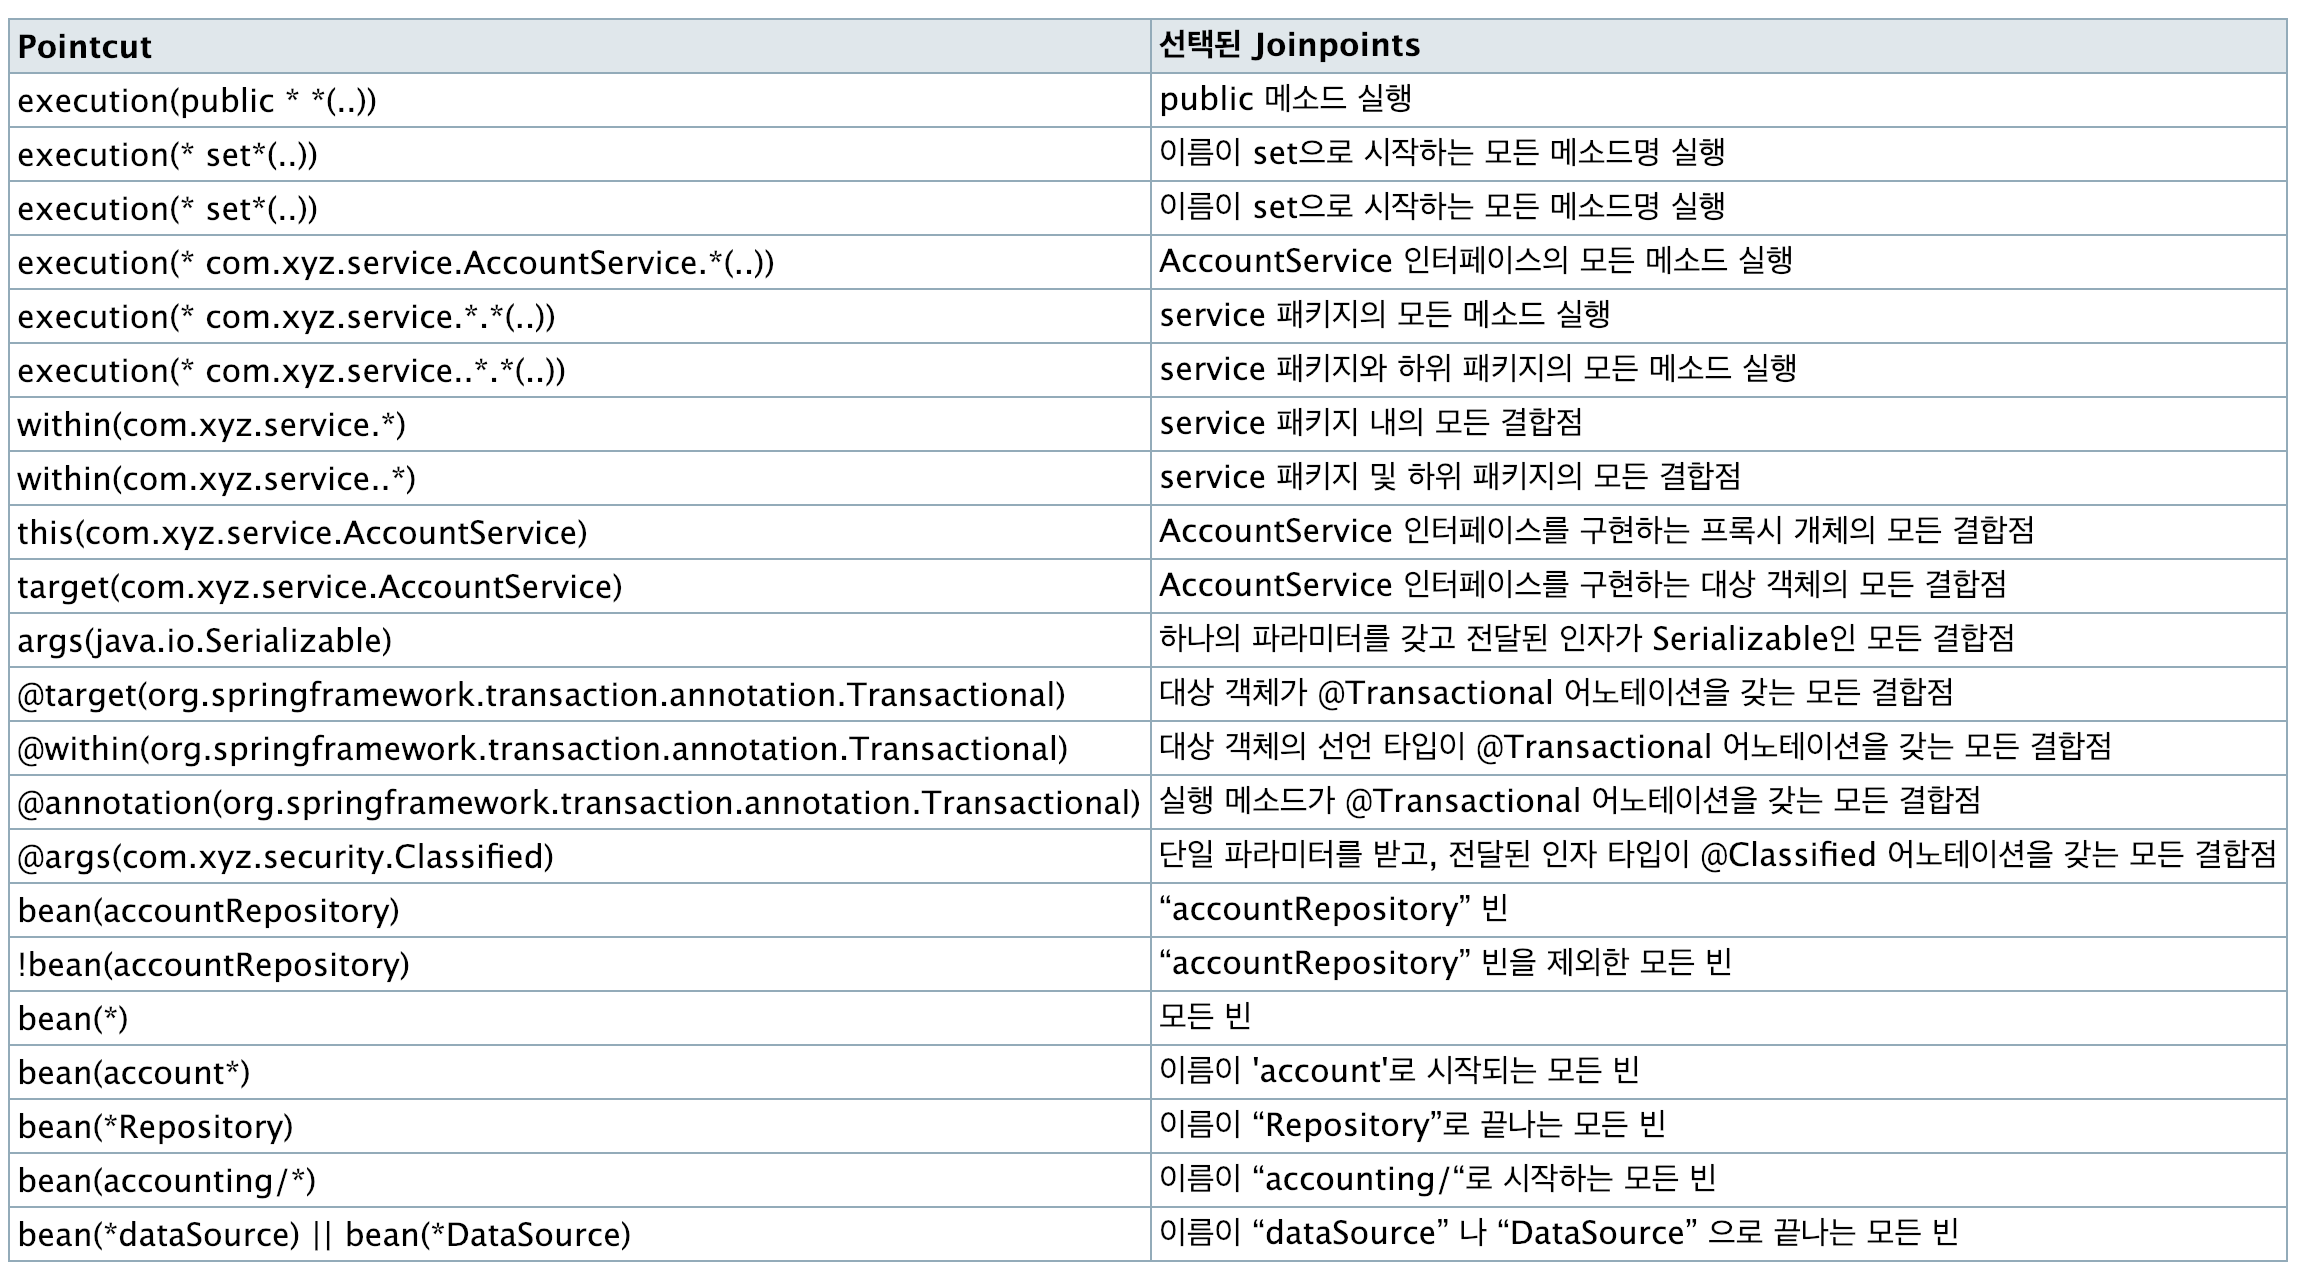 Pointcut 선택된 Joinpoints
execution(public * *(..)) public 메소드 실행
execution(* set*(..)) 이름이 set으로 시작하는 모든 메소드명 실행
execution(* set*(..)) 이름이 set으로 시작하는 모든 메소드명 실행
execution(* com.xyz.service.AccountService.*(..)) AccountService 인터페이스의 모든 메소드 실행
execution(* com.xyz.service.*.*(..)) service 패키지의 모든 메소드 실행
execution(* com.xyz.service..*.*(..)) service 패키지와 하위 패키지의 모든 메소드 실행
within(com.xyz.service.*) service 패키지 내의 모든 결합점
within(com.xyz.service..*) service 패키지 및 하위 패키지의 모든 결합점
this(com.xyz.service.AccountService) AccountService 인터페이스를 구현하는 프록시 개체의 모든 결합점
target(com.xyz.service.AccountService) AccountService 인터페이스를 구현하는 대상 객체의 모든 결합점
args(java.io.Serializable) 하나의 파라미터를 갖고 전달된 인자가 Serializable인 모든 결합점
@target(org.springframework.transaction.annotation.Transactional) 대상 객체가 @Transactional 어노테이션을 갖는 모든 결합점
@within(org.springframework.transaction.annotation.Transactional) 대상 객체의 선언 타입이 @Transactional 어노테이션을 갖는 모든 결합점
@annotation(org.springframework.transaction.annotation.Transactional) 실행 메소드가 @Transactional 어노테이션을 갖는 모든 결합점
@args(com.xyz.security.Classified) 단일 파라미터를 받고, 전달된 인자 타입이 @Classified 어노테이션을 갖는 모든 결합점
bean(accountRepository) “accountRepository” 빈
!bean(accountRepository) “accountRepository” 빈을 제외한 모든 빈
bean(*) 모든 빈
bean(account*) 이름이 'account'로 시작되는 모든 빈
bean(*Repository) 이름이 “Repository”로 끝나는 모든 빈
bean(accounting/*) 이름이 “accounting/“로 시작하는 모든 빈
bean(*dataSource) || bean(*DataSource) 이름이 “dataSource” 나 “DataSource” 으로 끝나는 모든 빈